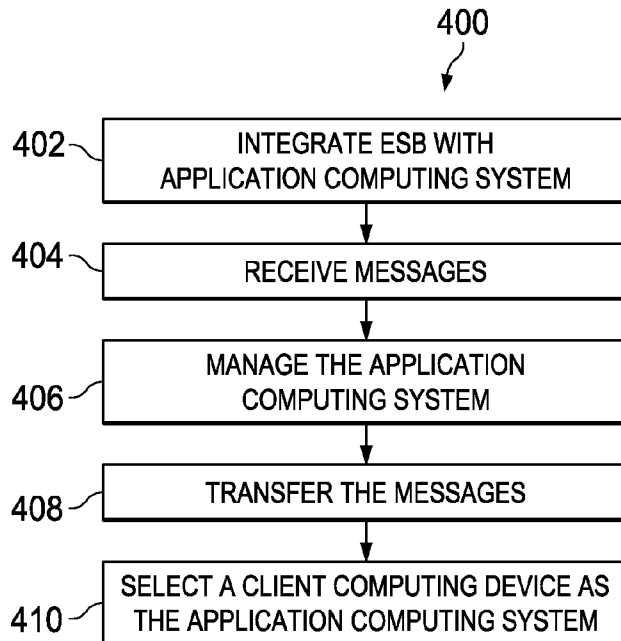 400
402
INTEGRATE ESB WITH
APPLICATION COMPUTING SYSTEM
404
RECEIVE MESSAGES
406
MANAGE THE APPLICATION
COMPUTING SYSTEM
408
TRANSFER THE MESSAGES
410
SELECT A CLIENT COMPUTING DEVICE AS
THE APPLICATION COMPUTING SYSTEM